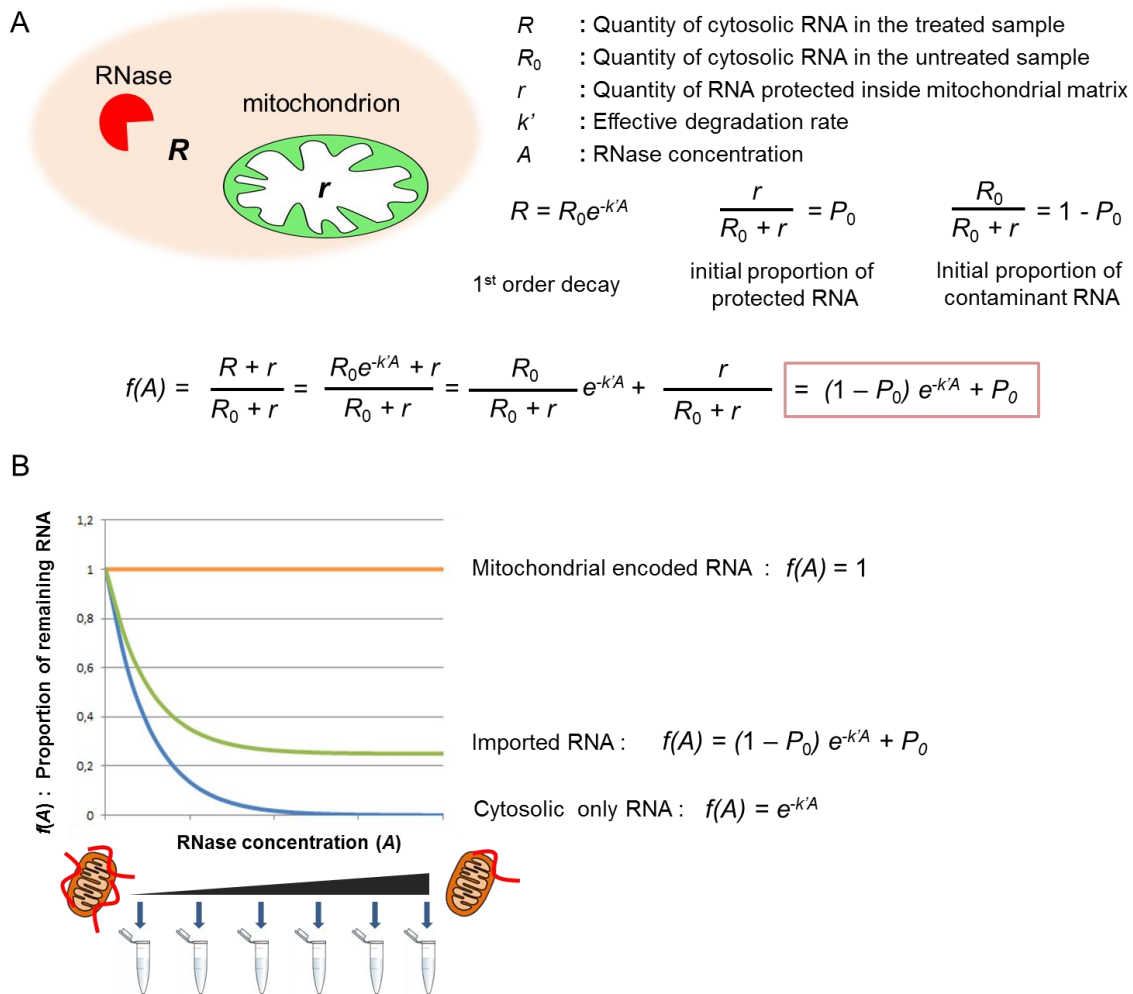 A
RNase
mitochondrion
R
r
R : Quantity of cytosolic RNA in the treated sample
R0 : Quantity of cytosolic RNA in the untreated sample
r : Quantity of RNA protected inside mitochondrial matrix
k' : Effective degradation rate
A : RNase concentration
R = R0e^-k'A
r / (R0 + r) = P0
R0 / (R0 + r) = 1 - P0
1st order decay
initial proportion of
protected RNA
Initial proportion of
contaminant RNA
f(A) = (R + r) / (R0 + r) = (R0e^-k'A + r) / (R0 + r) = R0 / (R0 + r) e^-k'A + r / (R0 + r) = (1 – P0) e^-k'A + P0
B
f(A) : Proportion of remaining RNA
1,2
1
0,8
0,6
0,4
0,2
0
Mitochondrial encoded RNA : f(A) = 1
Imported RNA : f(A) = (1 – P0) e^-k'A + P0
Cytosolic only RNA : f(A) = e^-k'A
RNase concentration (A)